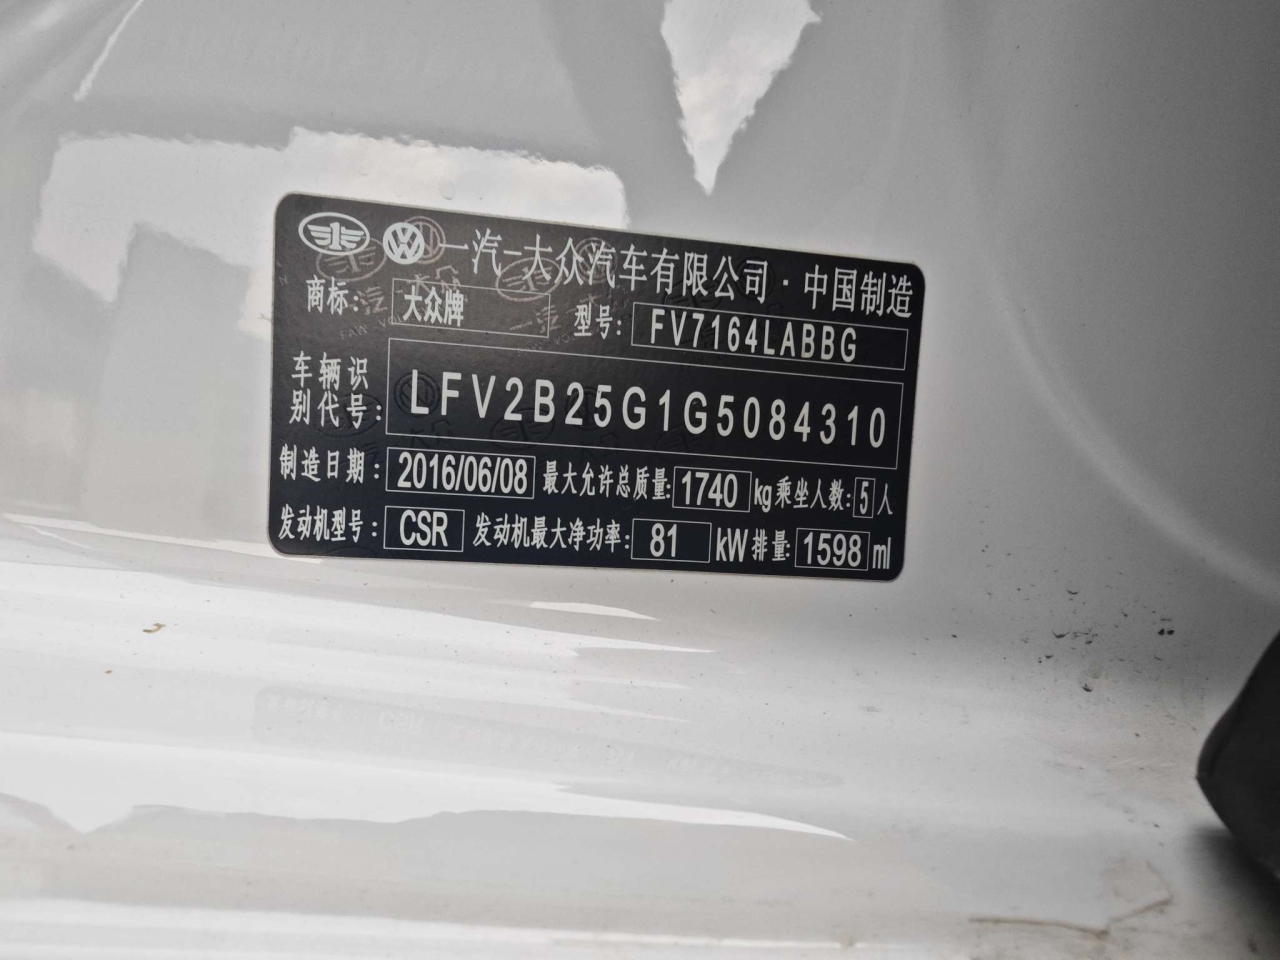 一汽-大众汽车有限公司·中国制造
商标: 大众牌 型号: FV7164LABBG
车辆识别代号: LFV2B25G1G5084310
制造日期: 2016/06/08 最大允许总质量: 1740 kg 乘坐人数: 5 人
发动机型号: CSR 发动机最大净功率: 81 kW 排量: 1598 ml